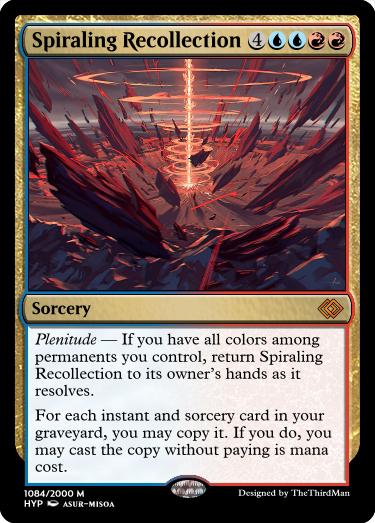 Spiraling Recollection 4
Sorcery
Plenitude — If you have all colors among
permanents you control, return Spiraling
Recollection to its owner's hands as it
resolves.
For each instant and sorcery card in your
graveyard, you may copy it. If you do, you
may cast the copy without paying is mana
cost.
1084/2000 M
HYP ASUR-MISOA
Designed by TheThirdMan